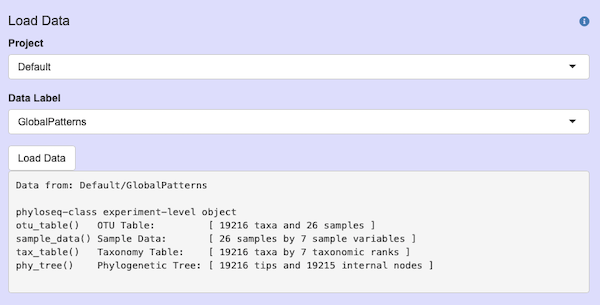 Load Data
Project
Default
Data Label
GlobalPatterns
Load Data
Data from: Default/GlobalPatterns
phyloseq-class experiment-level object
otu_table()   OTU Table:         [ 19216 taxa and 26 samples ]
sample_data() Sample Data:       [ 26 samples by 7 sample variables ]
tax_table()   Taxonomy Table:    [ 19216 taxa by 7 taxonomic ranks ]
phy_tree()    Phylogenetic Tree: [ 19216 tips and 19215 internal nodes ]